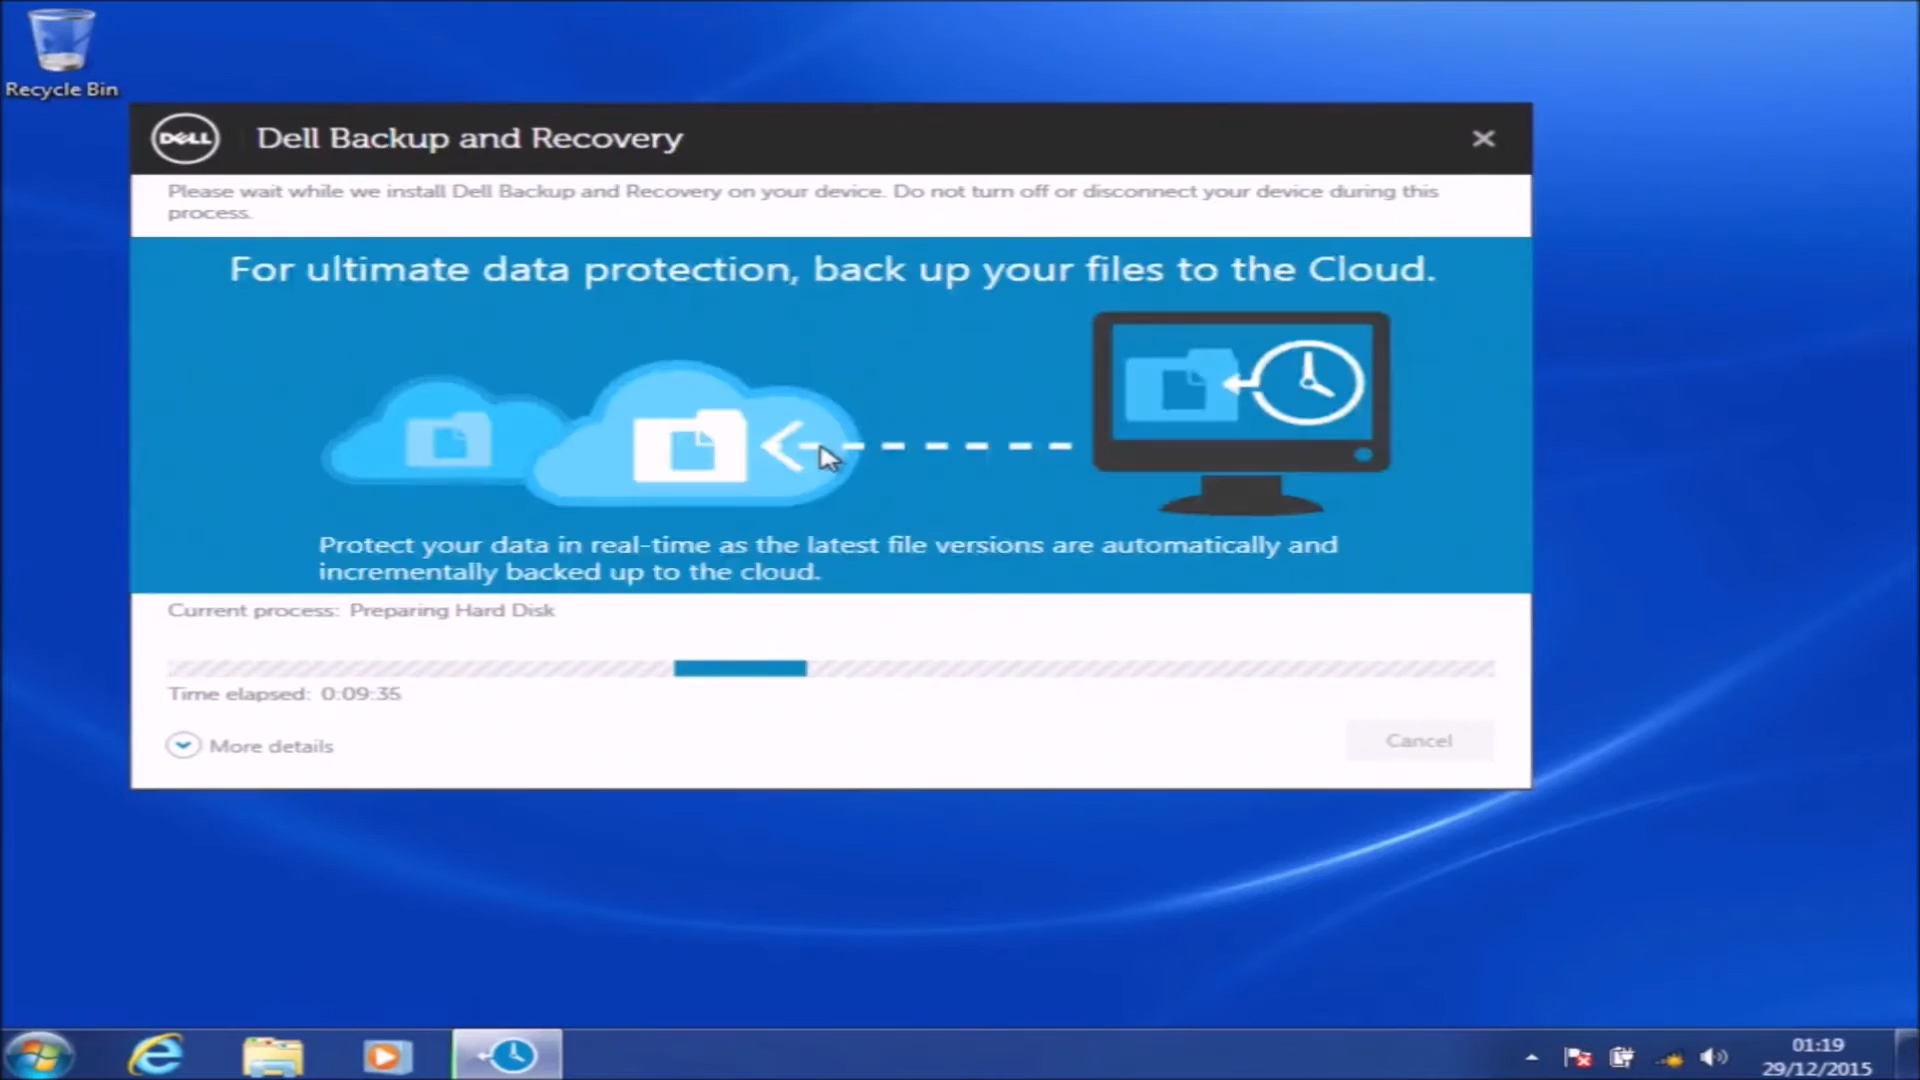 Recycle Bin
DELL
Dell Backup and Recovery
Please wait while we install Dell Backup and Recovery on your device. Do not turn off or disconnect your device during this
process.
For ultimate data protection, back up your files to the Cloud.
Protect your data in real-time as the latest file versions are automatically and
incrementally backed up to the cloud.
Current process: Preparing Hard Disk
Time elapsed: 0:09:35
More details
Cancel
01:19
29/12/2015